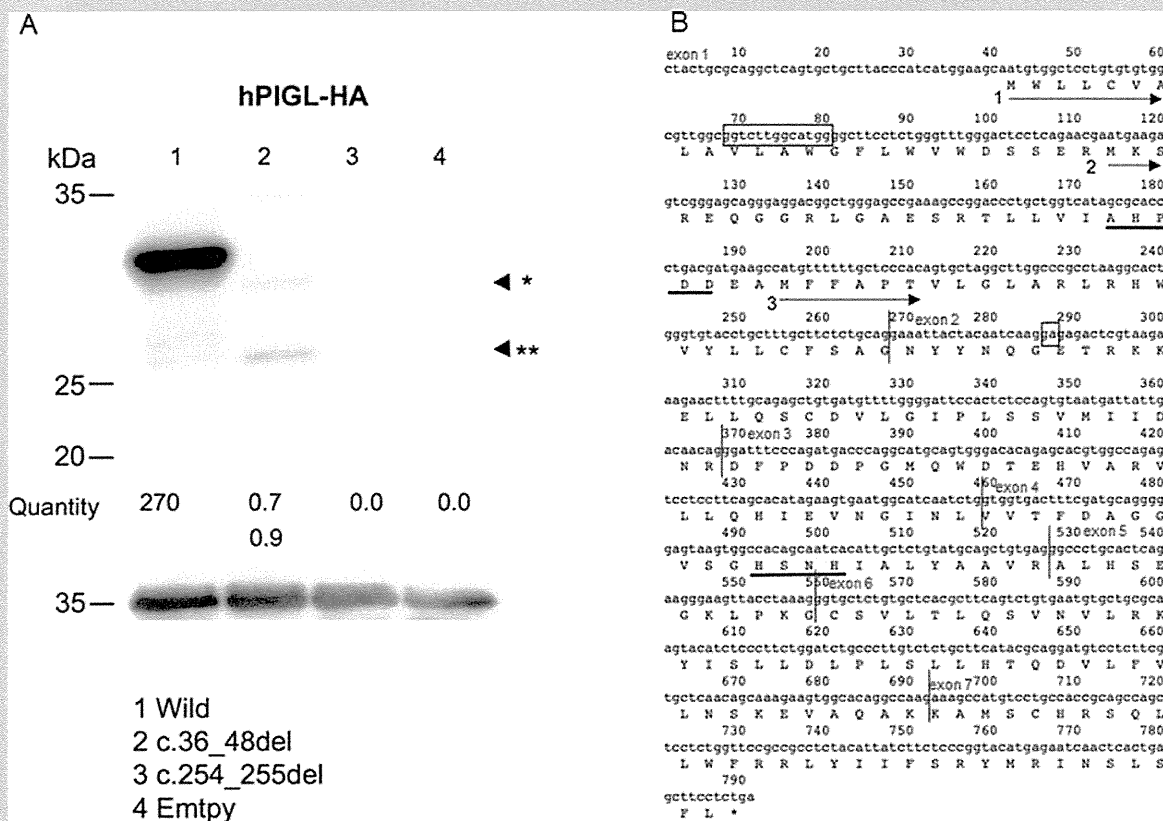 A
hPIGL-HA
kDa 1 2 3 4
35
*
**
25
20
Quantity 270 0.7 0.0 0.0
0.9
35
1 Wild
2 c.36_48del
3 c.254_255del
4 Emtpy
B
exon 1 10 20 30 40 50 60
ctactgcgcaggctcagtgctgcttacccatcatggaagcaatgtggctcctgtgtgtgg
M W L L C V A
1
70 80 90 100 110 120
cgttggcggtcttggcatggggcttcctctgggtttgggactcctcagaacgaatgaaga
L A V L A W G F L W V W D S S E R M K S
2
130 140 150 160 170 180
gtcgggagcagggaggacggctgggagccgaaagccggaccctgctggtcatagcgcacc
R E Q G G R L G A E S R T L L V I A H P
190 200 210 220 230 240
ctgacgatgaagccatgttttttgctcccacagtgctaggcttggcccgcctaaggcact
D D E A M F F A P T V L G L A R L R H W
3
250 260 270 exon 2 280 290 300
gggtgtacctgctttgcttctctgcaggaaattactacaatcaaggagagactcgtaaga
V Y L L C F S A G N Y Y N Q G E T R K K
310 320 330 340 350 360
aagaacttttgcagagctgtgatgttttggggattccactctccagtgtaatgattattg
E L L Q S C D V L G I P L S S V M I I D
370 exon 3 380 390 400 410 420
acaacagggatttcccagatgacccaggcatgcagtgggacacagagcacgtggccagag
N R D F P D D P G M Q W D T E H V A R V
430 440 450 460 exon 4 470 480
tcctccttcagcacatagaagtgaatggcatcaatctggtggtgactttcgatgcagggg
L L Q H I E V N G I N L V V T F D A G G
490 500 510 520 530 exon 5 540
gagtaagtggccacagcaatcacattgctctgtatgcagctgtgagggccctgcactcag
V S G H S N H I A L Y A A V R A L H S E
550 560 exon 6 570 580 590 600
aagggaagttacctaaagggtgctctgtgctcacgcttcagtctgtgaatgtgctgcgca
G K L P K G C S V L T L Q S V N V L R K
610 620 630 640 650 660
agtacatctcccttctggatctgcccttgtctctgcttcatacgcaggatgtcctcttcg
Y I S L L D L P L S L L H T Q D V L F V
670 680 690 exon 7 700 710 720
tgctcaacagcaaagaagtggcacaggccaagaaagccatgtcctgccaccgcagccagc
L N S K E V A Q A K K A M S C H R S Q L
730 740 750 760 770 780
tcctctggttccgccgcctctacattatcttctcccggtacatgagaatcaactcactga
L W F R R L Y I I F S R Y M R I N S L S
790
gcttcctctga
F L *